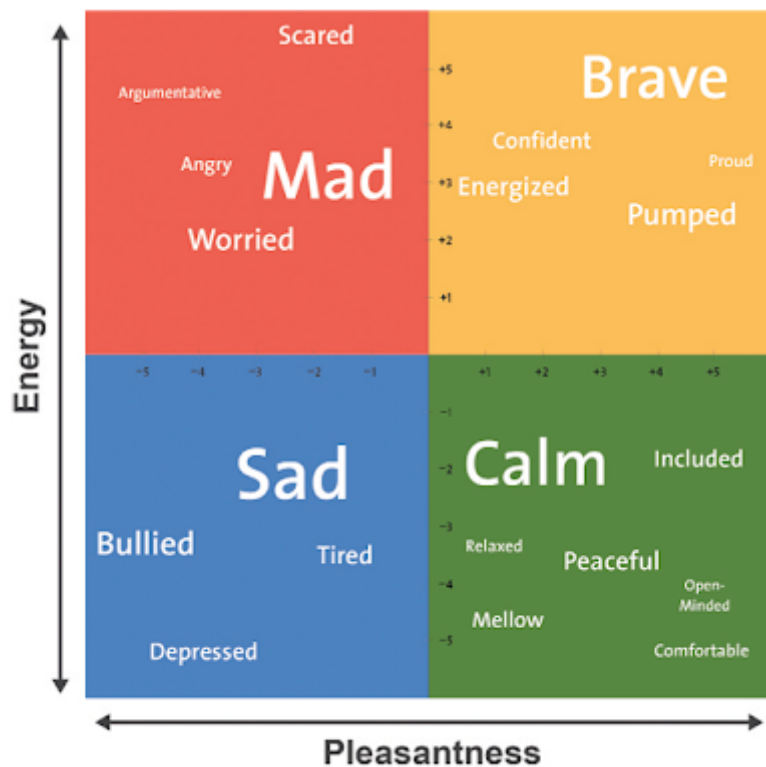 Scared
+5
Brave
Argumentative
+4
Confident
Angry
Mad
+3
Energized
Proud
Pumped
Worried
+2
+1
Energy
−5 −4 −3 −2 −1
+1 +2 +3 +4 +5
−1
Sad
−2
Calm
Included
Bullied
Tired
−3
Relaxed
Peaceful
−4
Open-
Minded
Mellow
Depressed
−5
Comfortable
Pleasantness